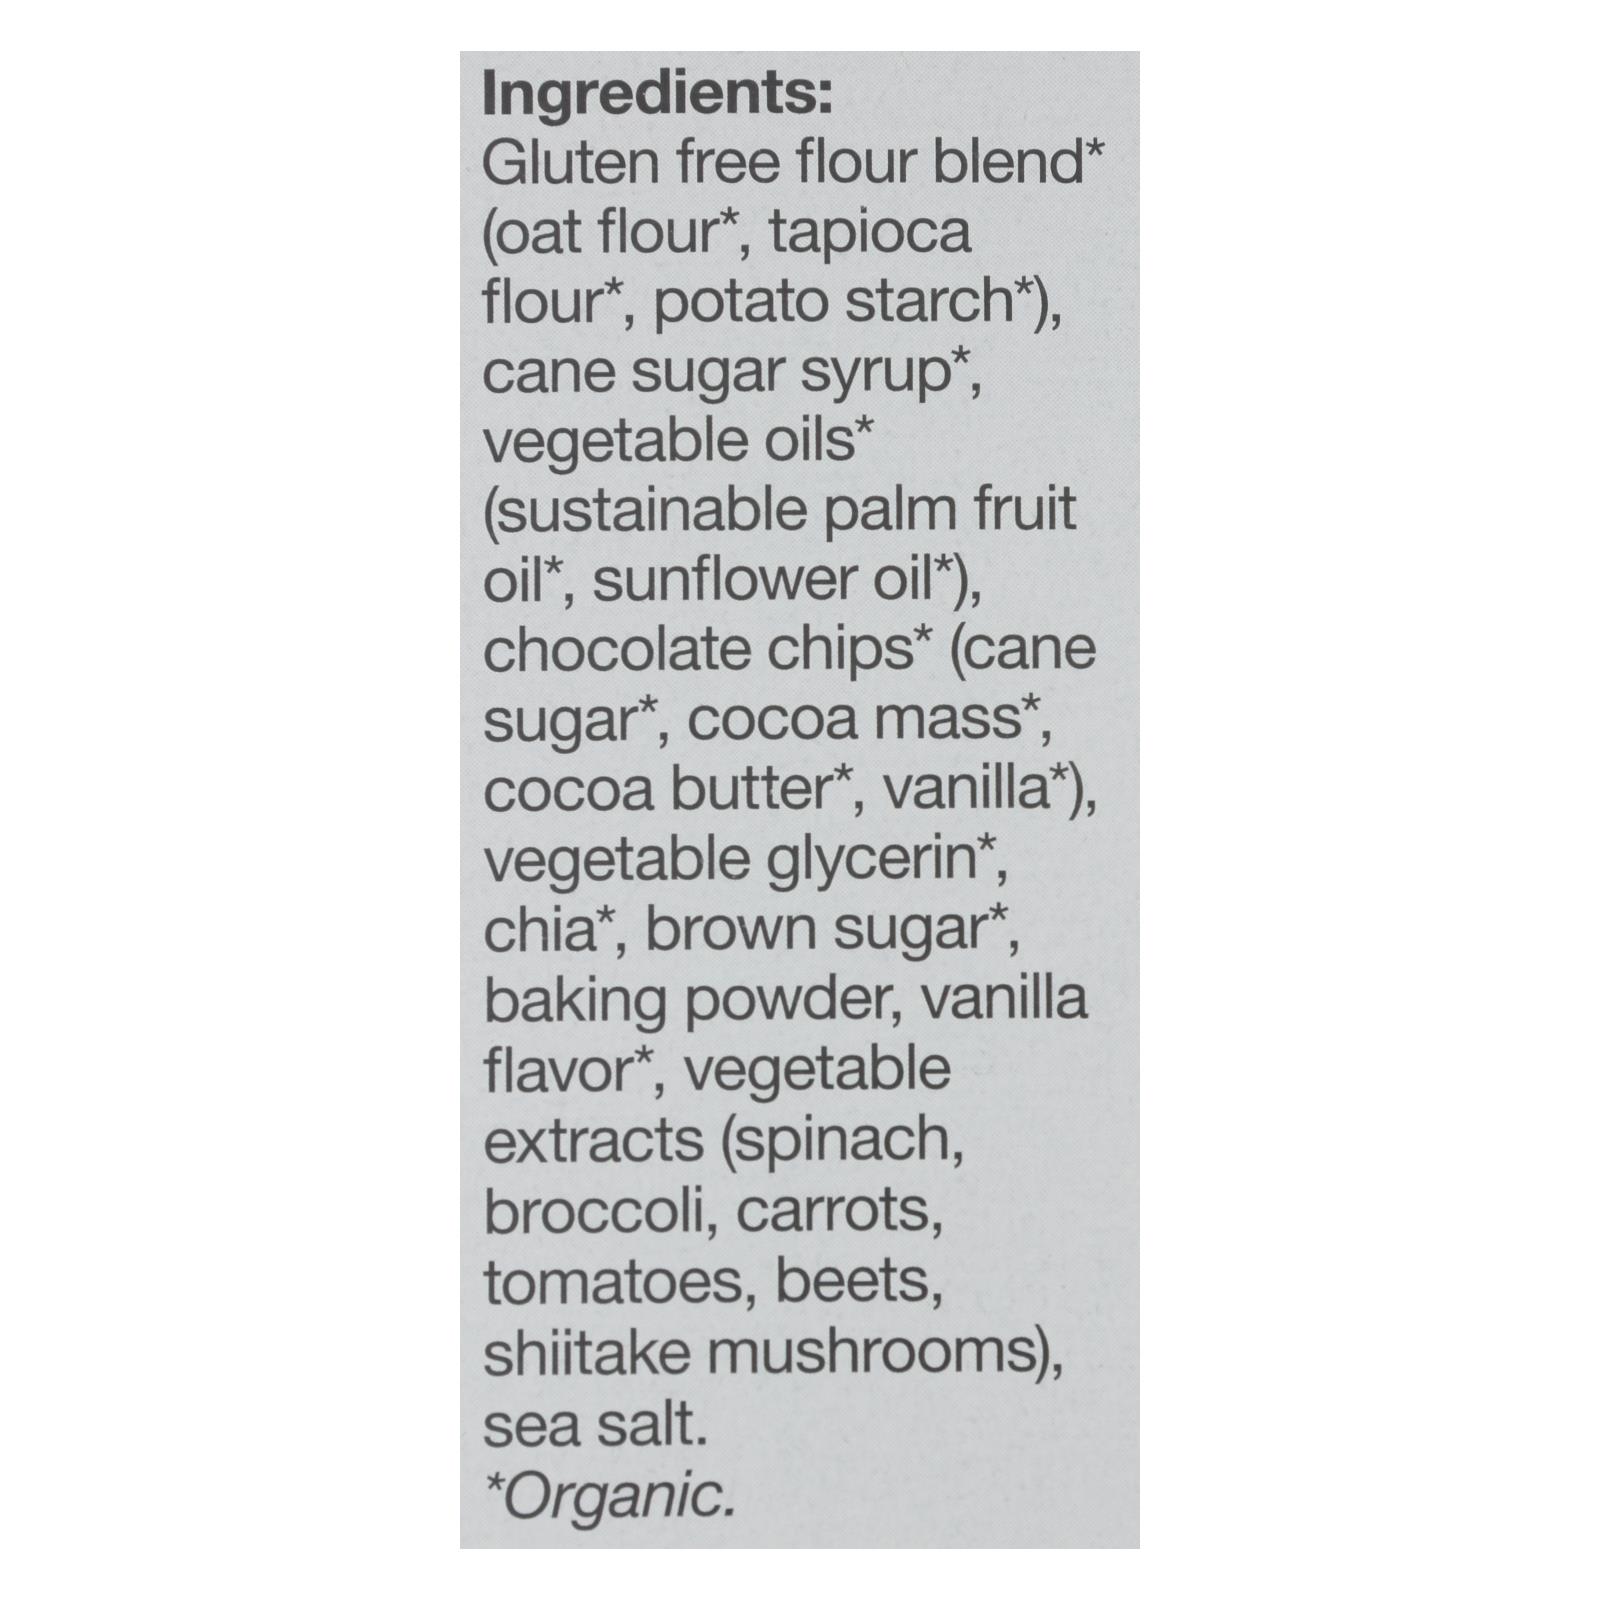 Ingredients:
Gluten free flour blend*
(oat flour*, tapioca
flour*, potato starch*),
cane sugar syrup*,
vegetable oils*
(sustainable palm fruit
oil*, sunflower oil*),
chocolate chips* (cane
sugar*, cocoa mass*,
cocoa butter*, vanilla*),
vegetable glycerin*,
chia*, brown sugar*,
baking powder, vanilla
flavor*, vegetable
extracts (spinach,
broccoli, carrots,
tomatoes, beets,
shiitake mushrooms),
sea salt.
*Organic.